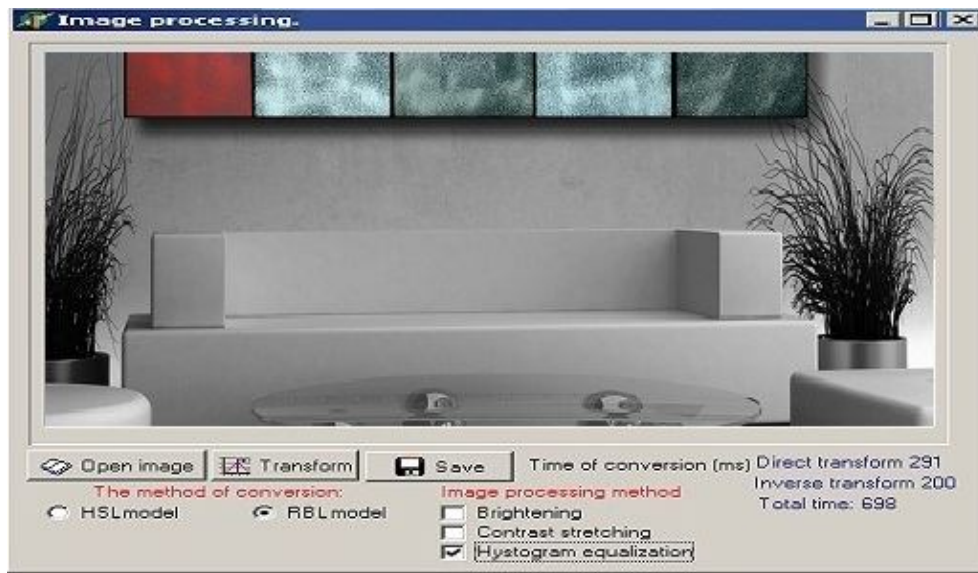 Image processing.
Open image Transform Save Time of conversion (ms) Direct transform 291
Inverse transform 200
Total time: 698
The method of conversion: Image processing method
HSLmodel RBLmodel Brightening
Contrast stretching
Hystogram equalization